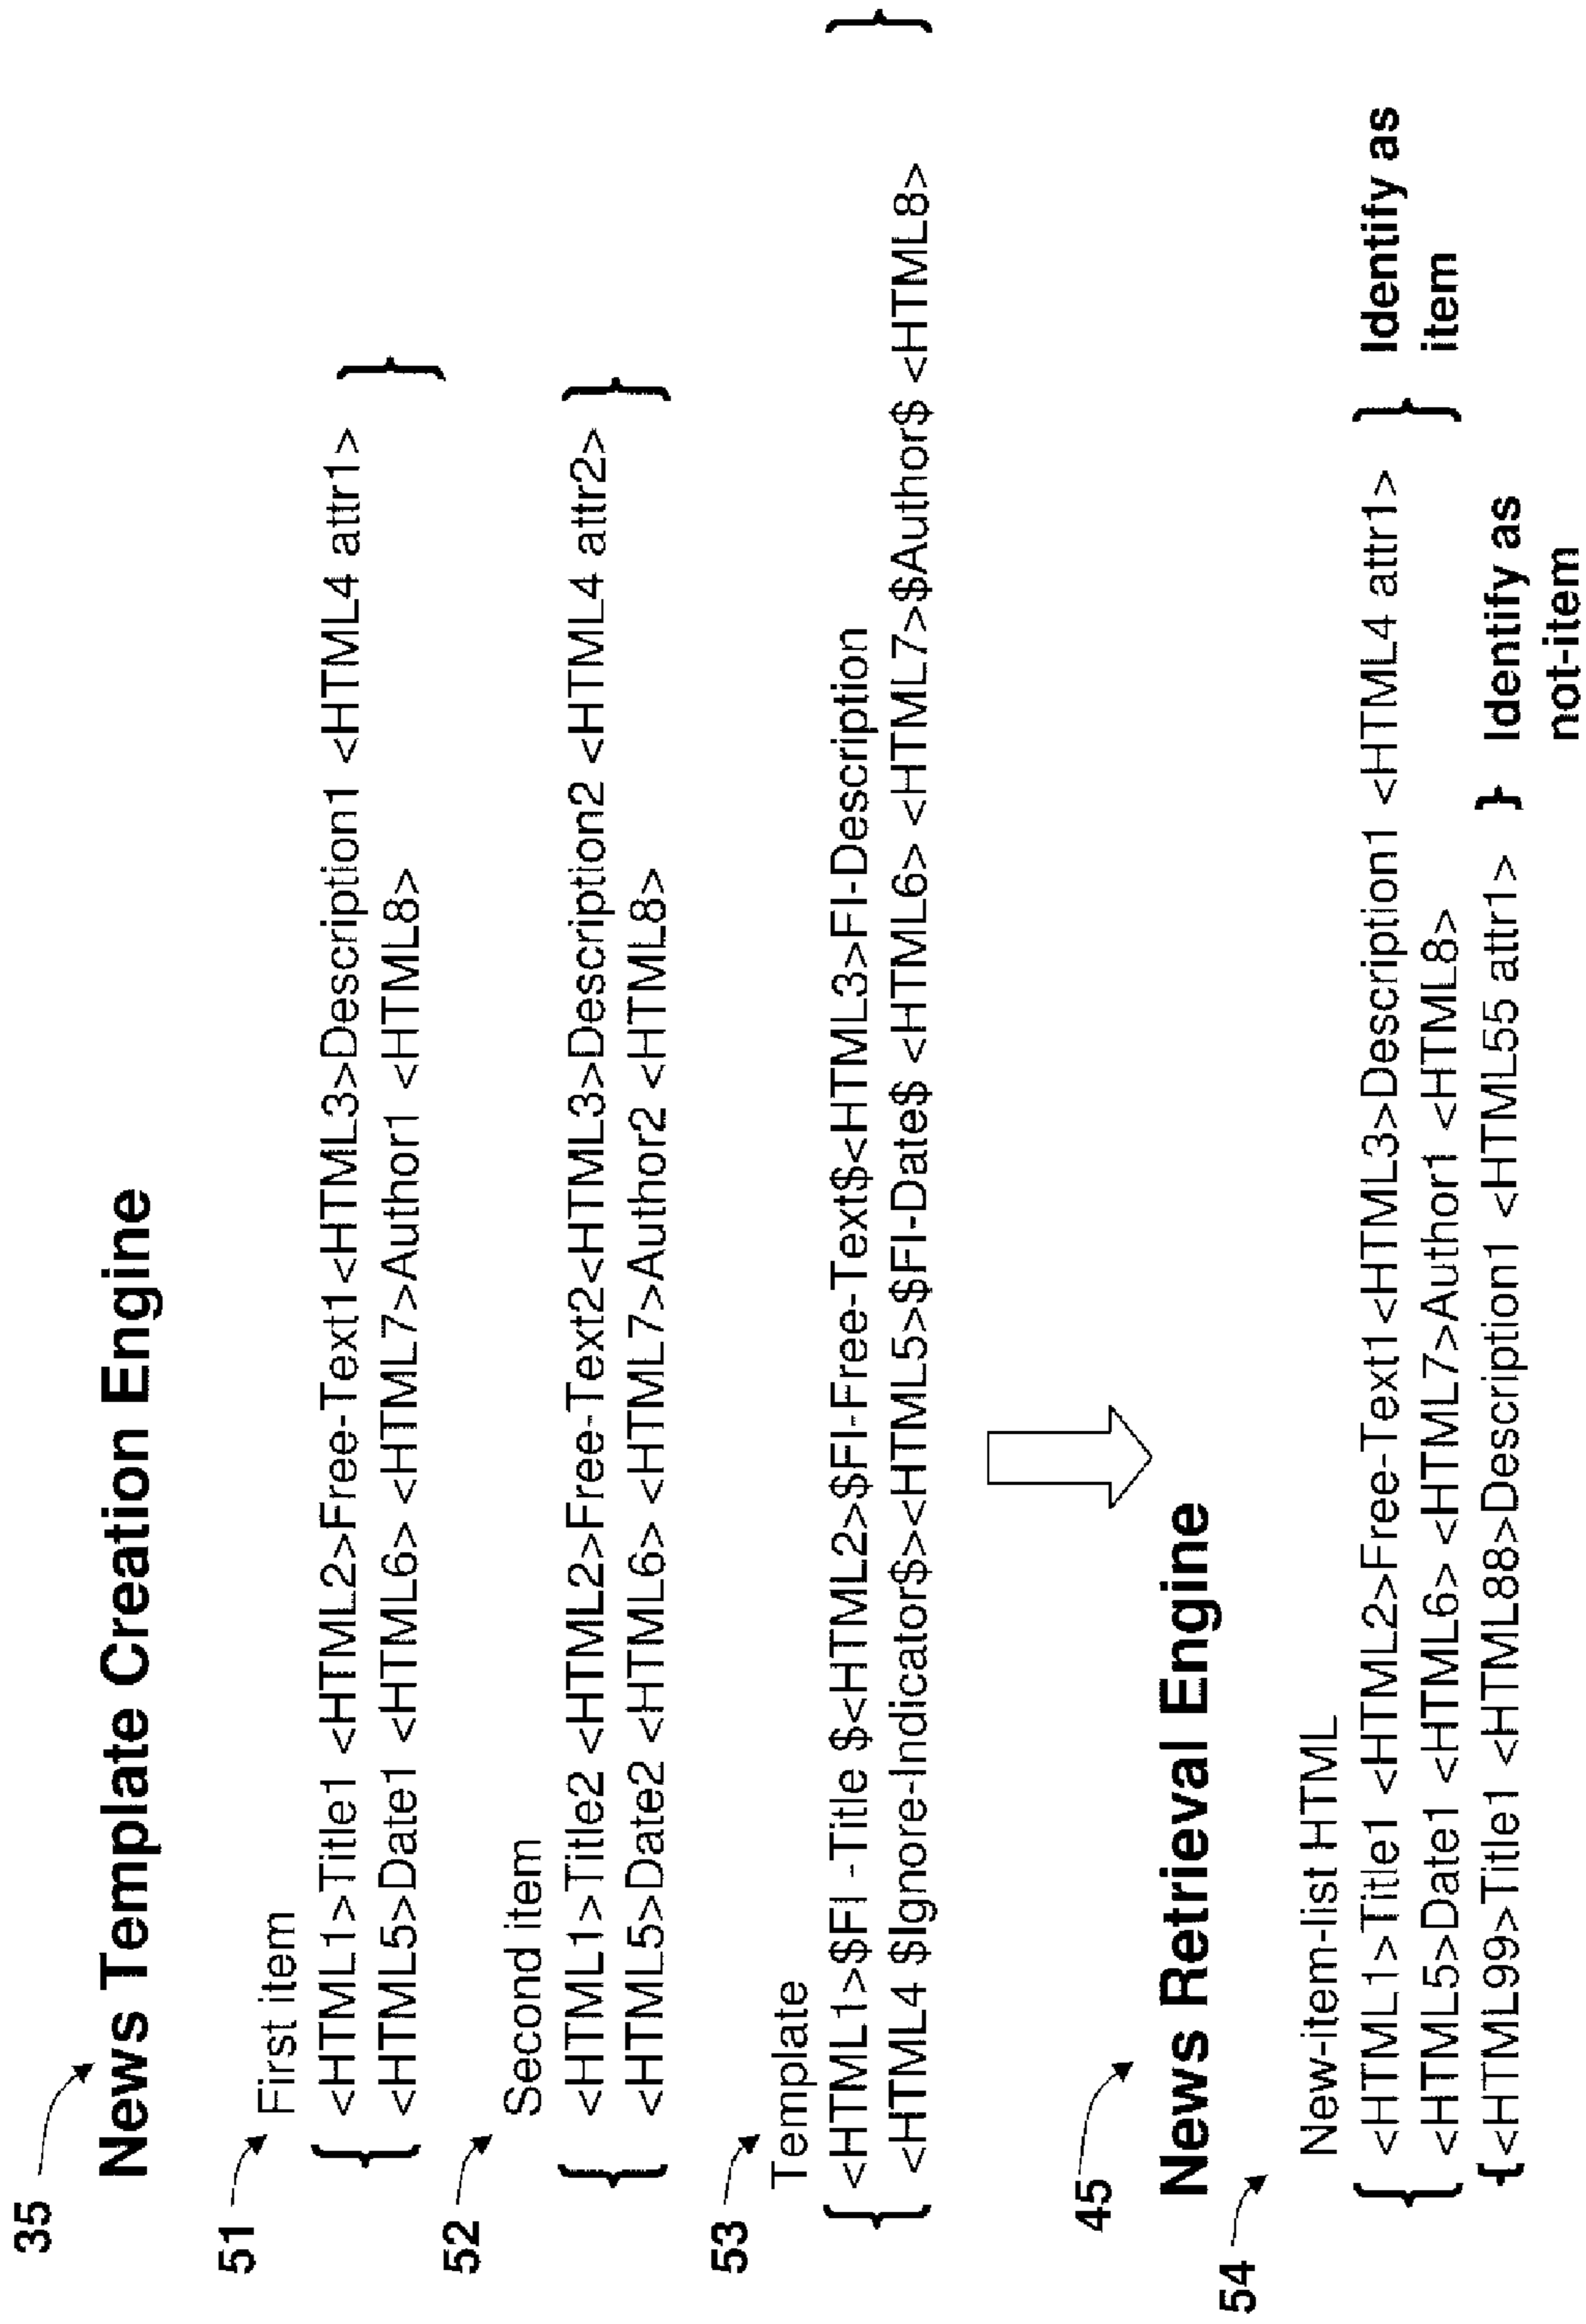 35
News Template Creation Engine
51
First item
{ <HTML1>Title1 <HTML2>Free-Text1<HTML3>Description1 <HTML4 attr1>
<HTML5>Date1 <HTML6> <HTML7>Author1 <HTML8> }
52
Second item
{ <HTML1>Title2 <HTML2>Free-Text2<HTML3>Description2 <HTML4 attr2>
<HTML5>Date2 <HTML6> <HTML7>Author2 <HTML8> }
53
Template
{ <HTML1>$FI-Title $<HTML2>$FI-Free-Text$<HTML3>FI-Description
<HTML4 $Ignore-Indicator$><HTML5>$FI-Date$ <HTML6> <HTML7>$Author$ <HTML8> }
45
News Retrieval Engine
54
New-item-list HTML
{ <HTML1>Title1 <HTML2>Free-Text1<HTML3>Description1 <HTML4 attr1> } Identify as
<HTML5>Date1 <HTML6> <HTML7>Author1 <HTML8> item
{ <HTML99>Title1 <HTML88>Description1 <HTML55 attr1> } Identify as
not-item